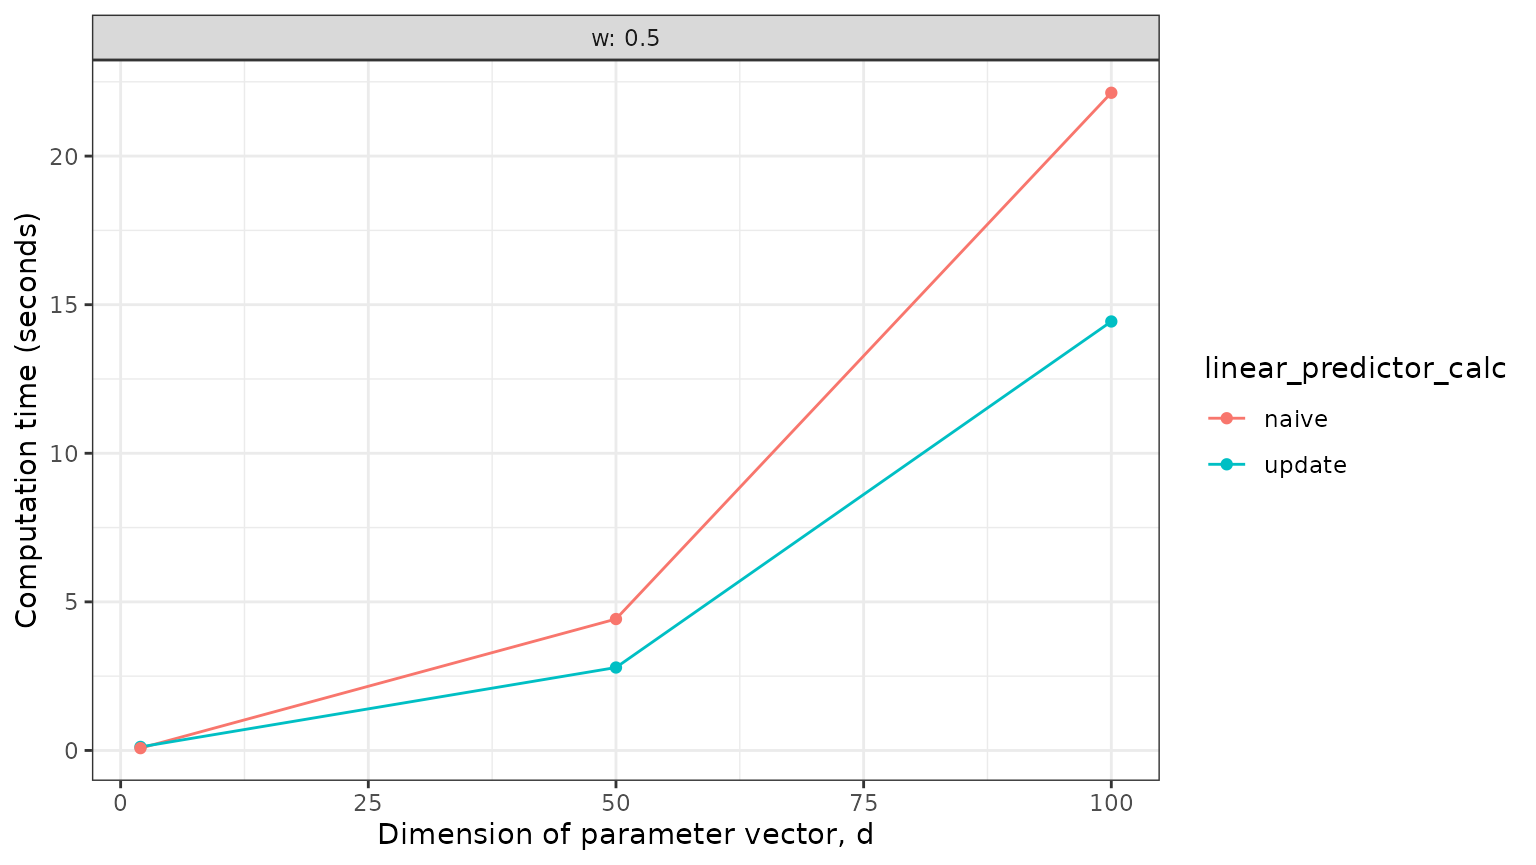 w: 0.5
Computation time (seconds)
20
15
10
5
0
0 25 50 75 100
Dimension of parameter vector, d
linear_predictor_calc
naive
update